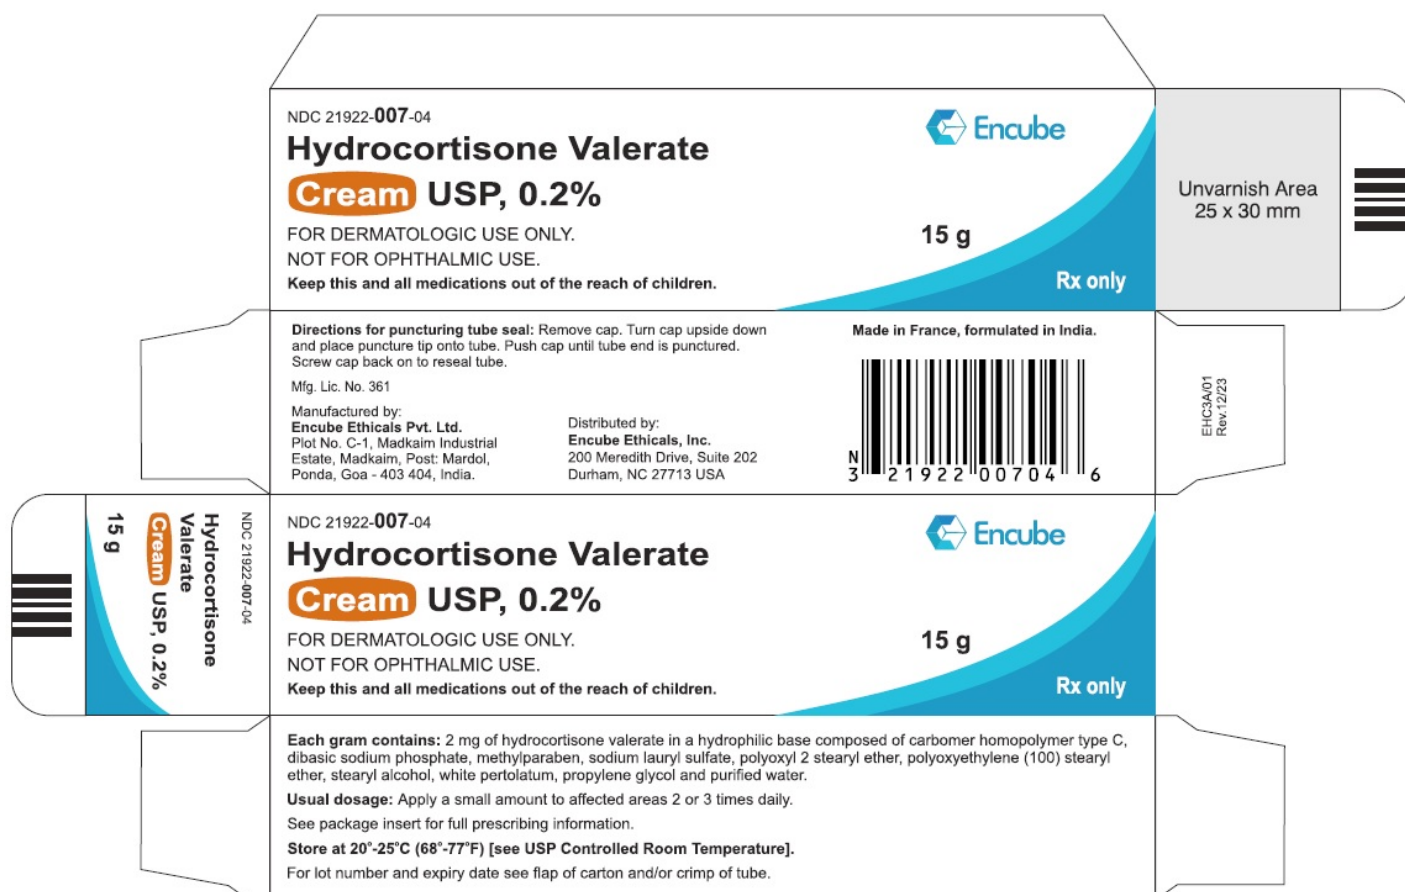 NDC 21922-007-04
Hydrocortisone Valerate
Cream USP, 0.2%
FOR DERMATOLOGIC USE ONLY.
NOT FOR OPHTHALMIC USE.
Keep this and all medications out of the reach of children.
Encube
15 g
Rx only
Unvarnish Area
25 x 30 mm
Directions for puncturing tube seal: Remove cap. Turn cap upside down
and place puncture tip onto tube. Push cap until tube end is punctured.
Screw cap back on to reseal tube.
Mfg. Lic. No. 361
Manufactured by:
Encube Ethicals Pvt. Ltd.
Plot No. C-1, Madkaim Industrial
Estate, Madkaim, Post: Mardol,
Ponda, Goa - 403 404, India.
Distributed by:
Encube Ethicals, Inc.
200 Meredith Drive, Suite 202
Durham, NC 27713 USA
Made in France, formulated in India.
N
3 21922 00704 6
EHC3A/01
Rev.12/23
NDC 21922-007-04
Hydrocortisone
Valerate
Cream USP, 0.2%
15 g
NDC 21922-007-04
Hydrocortisone Valerate
Cream USP, 0.2%
FOR DERMATOLOGIC USE ONLY.
NOT FOR OPHTHALMIC USE.
Keep this and all medications out of the reach of children.
Encube
15 g
Rx only
Each gram contains: 2 mg of hydrocortisone valerate in a hydrophilic base composed of carbomer homopolymer type C,
dibasic sodium phosphate, methylparaben, sodium lauryl sulfate, polyoxyl 2 stearyl ether, polyoxyethylene (100) stearyl
ether, stearyl alcohol, white pertolatum, propylene glycol and purified water.
Usual dosage: Apply a small amount to affected areas 2 or 3 times daily.
See package insert for full prescribing information.
Store at 20°-25°C (68°-77°F) [see USP Controlled Room Temperature].
For lot number and expiry date see flap of carton and/or crimp of tube.